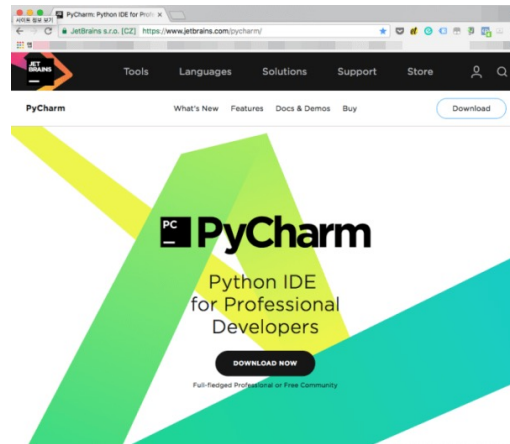 사이트 정보 보기
PyCharm: Python IDE for Prof
JetBrains s.r.o. [CZ] https://www.jetbrains.com/pycharm/
JET
BRAINS
Tools Languages Solutions Support Store
PyCharm What's New Features Docs & Demos Buy Download
PC PyCharm
Python IDE
for Professional
Developers
DOWNLOAD NOW
Full-fledged Professional or Free Community